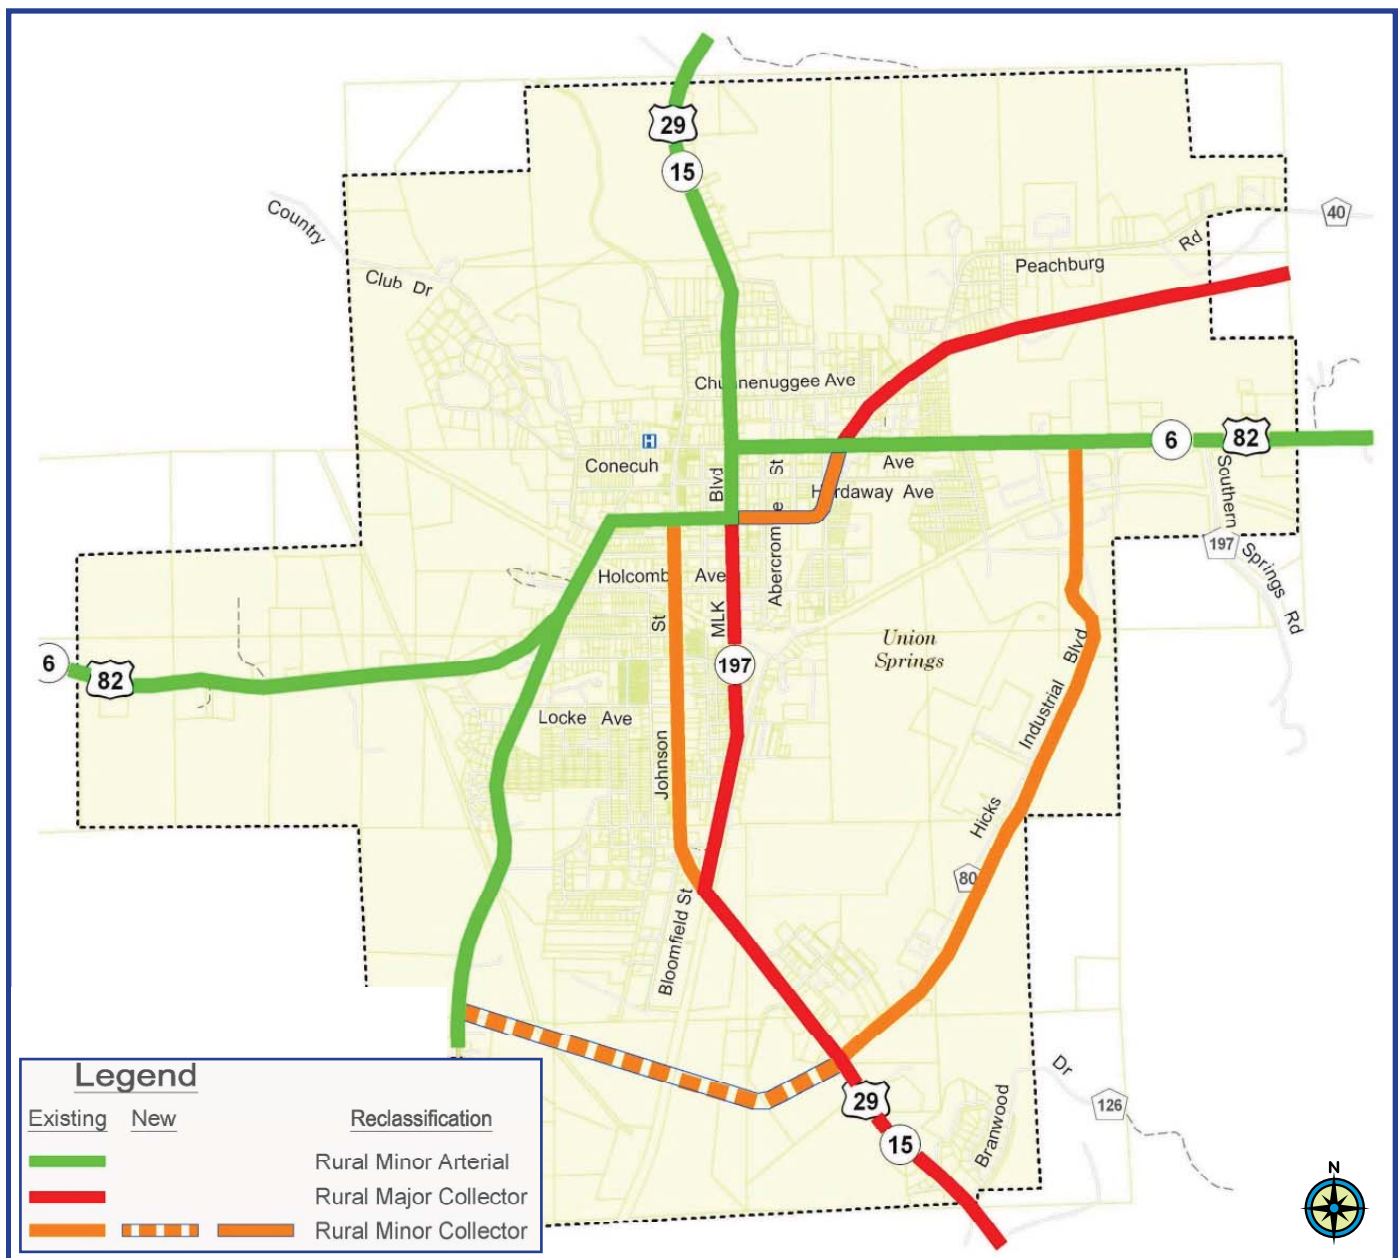 29
15
Country
Club Dr
40
Rd
Peachburg
Chunnenuggee Ave
H
Conecuh
Blvd
St
Ave
Hardaway Ave
6
82
Southern
Springs Rd
197
Holcomb Ave
Abercrombie
St
MLK
197
Union
Springs
Blvd
Industrial
Hicks
6
82
Locke Ave
Johnson
80
Bloomfield St
29
15
Branwood
Dr
126
N
Legend
Existing New Reclassification
Rural Minor Arterial
Rural Major Collector
Rural Minor Collector